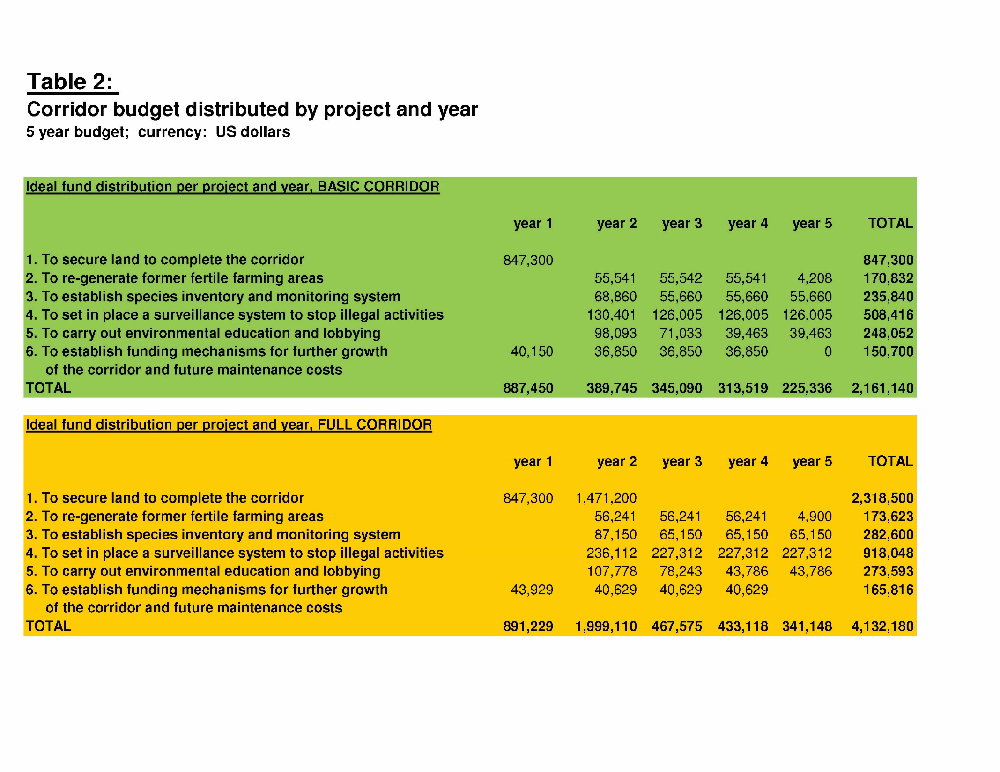 Table 2:
Corridor budget distributed by project and year
5 year budget; currency: US dollars
Ideal fund distribution per project and year, BASIC CORRIDOR
year 1 year 2 year 3 year 4 year 5 TOTAL
1. To secure land to complete the corridor 847,300 847,300
2. To re-generate former fertile farming areas 55,541 55,542 55,541 4,208 170,832
3. To establish species inventory and monitoring system 68,860 55,660 55,660 55,660 235,840
4. To set in place a surveillance system to stop illegal activities 130,401 126,005 126,005 126,005 508,416
5. To carry out environmental education and lobbying 98,093 71,033 39,463 39,463 248,052
6. To establish funding mechanisms for further growth 40,150 36,850 36,850 36,850 0 150,700
of the corridor and future maintenance costs
TOTAL 887,450 389,745 345,090 313,519 225,336 2,161,140
Ideal fund distribution per project and year, FULL CORRIDOR
year 1 year 2 year 3 year 4 year 5 TOTAL
1. To secure land to complete the corridor 847,300 1,471,200 2,318,500
2. To re-generate former fertile farming areas 56,241 56,241 56,241 4,900 173,623
3. To establish species inventory and monitoring system 87,150 65,150 65,150 65,150 282,600
4. To set in place a surveillance system to stop illegal activities 236,112 227,312 227,312 227,312 918,048
5. To carry out environmental education and lobbying 107,778 78,243 43,786 43,786 273,593
6. To establish funding mechanisms for further growth 43,929 40,629 40,629 40,629 165,816
of the corridor and future maintenance costs
TOTAL 891,229 1,999,110 467,575 433,118 341,148 4,132,180